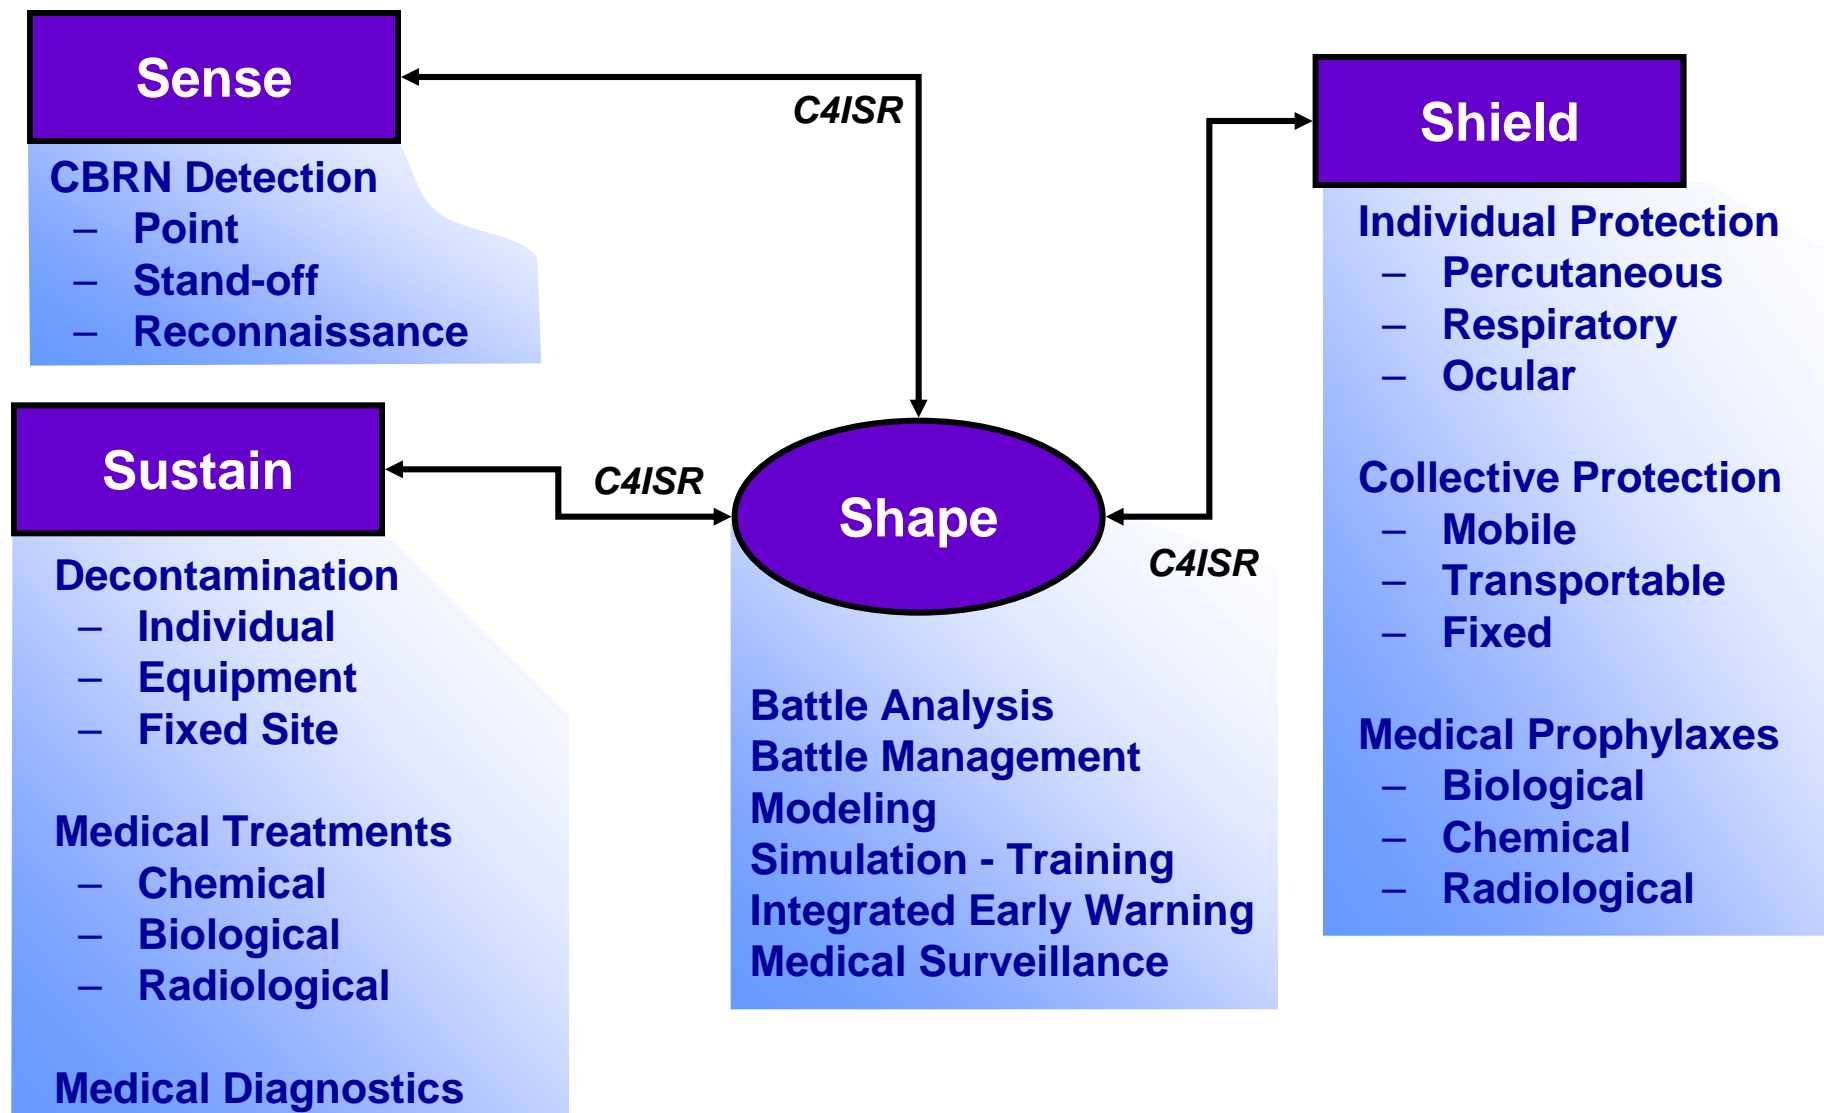 Sense
CBRN Detection
– Point
– Stand-off
– Reconnaissance
C4ISR
Sustain
Decontamination
– Individual
– Equipment
– Fixed Site
Medical Treatments
– Chemical
– Biological
– Radiological
Medical Diagnostics
C4ISR
Shape
Battle Analysis
Battle Management
Modeling
Simulation - Training
Integrated Early Warning
Medical Surveillance
C4ISR
Shield
Individual Protection
– Percutaneous
– Respiratory
– Ocular
Collective Protection
– Mobile
– Transportable
– Fixed
Medical Prophylaxes
– Biological
– Chemical
– Radiological